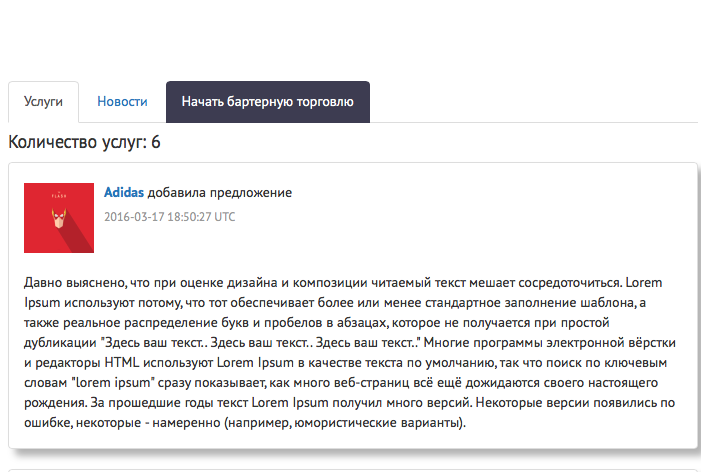 Услуги Новости Начать бартерную торговлю
Количество услуг: 6
FLASH
Adidas добавила предложение
2016-03-17 18:50:27 UTC
Давно выяснено, что при оценке дизайна и композиции читаемый текст мешает сосредоточиться. Lorem
Ipsum используют потому, что тот обеспечивает более или менее стандартное заполнение шаблона, а
также реальное распределение букв и пробелов в абзацах, которое не получается при простой
дубликации "Здесь ваш текст.. Здесь ваш текст.. Здесь ваш текст.." Многие программы электронной вёрстки
и редакторы HTML используют Lorem Ipsum в качестве текста по умолчанию, так что поиск по ключевым
словам "lorem ipsum" сразу показывает, как много веб-страниц всё ещё дожидаются своего настоящего
рождения. За прошедшие годы текст Lorem Ipsum получил много версий. Некоторые версии появились по
ошибке, некоторые - намеренно (например, юмористические варианты).